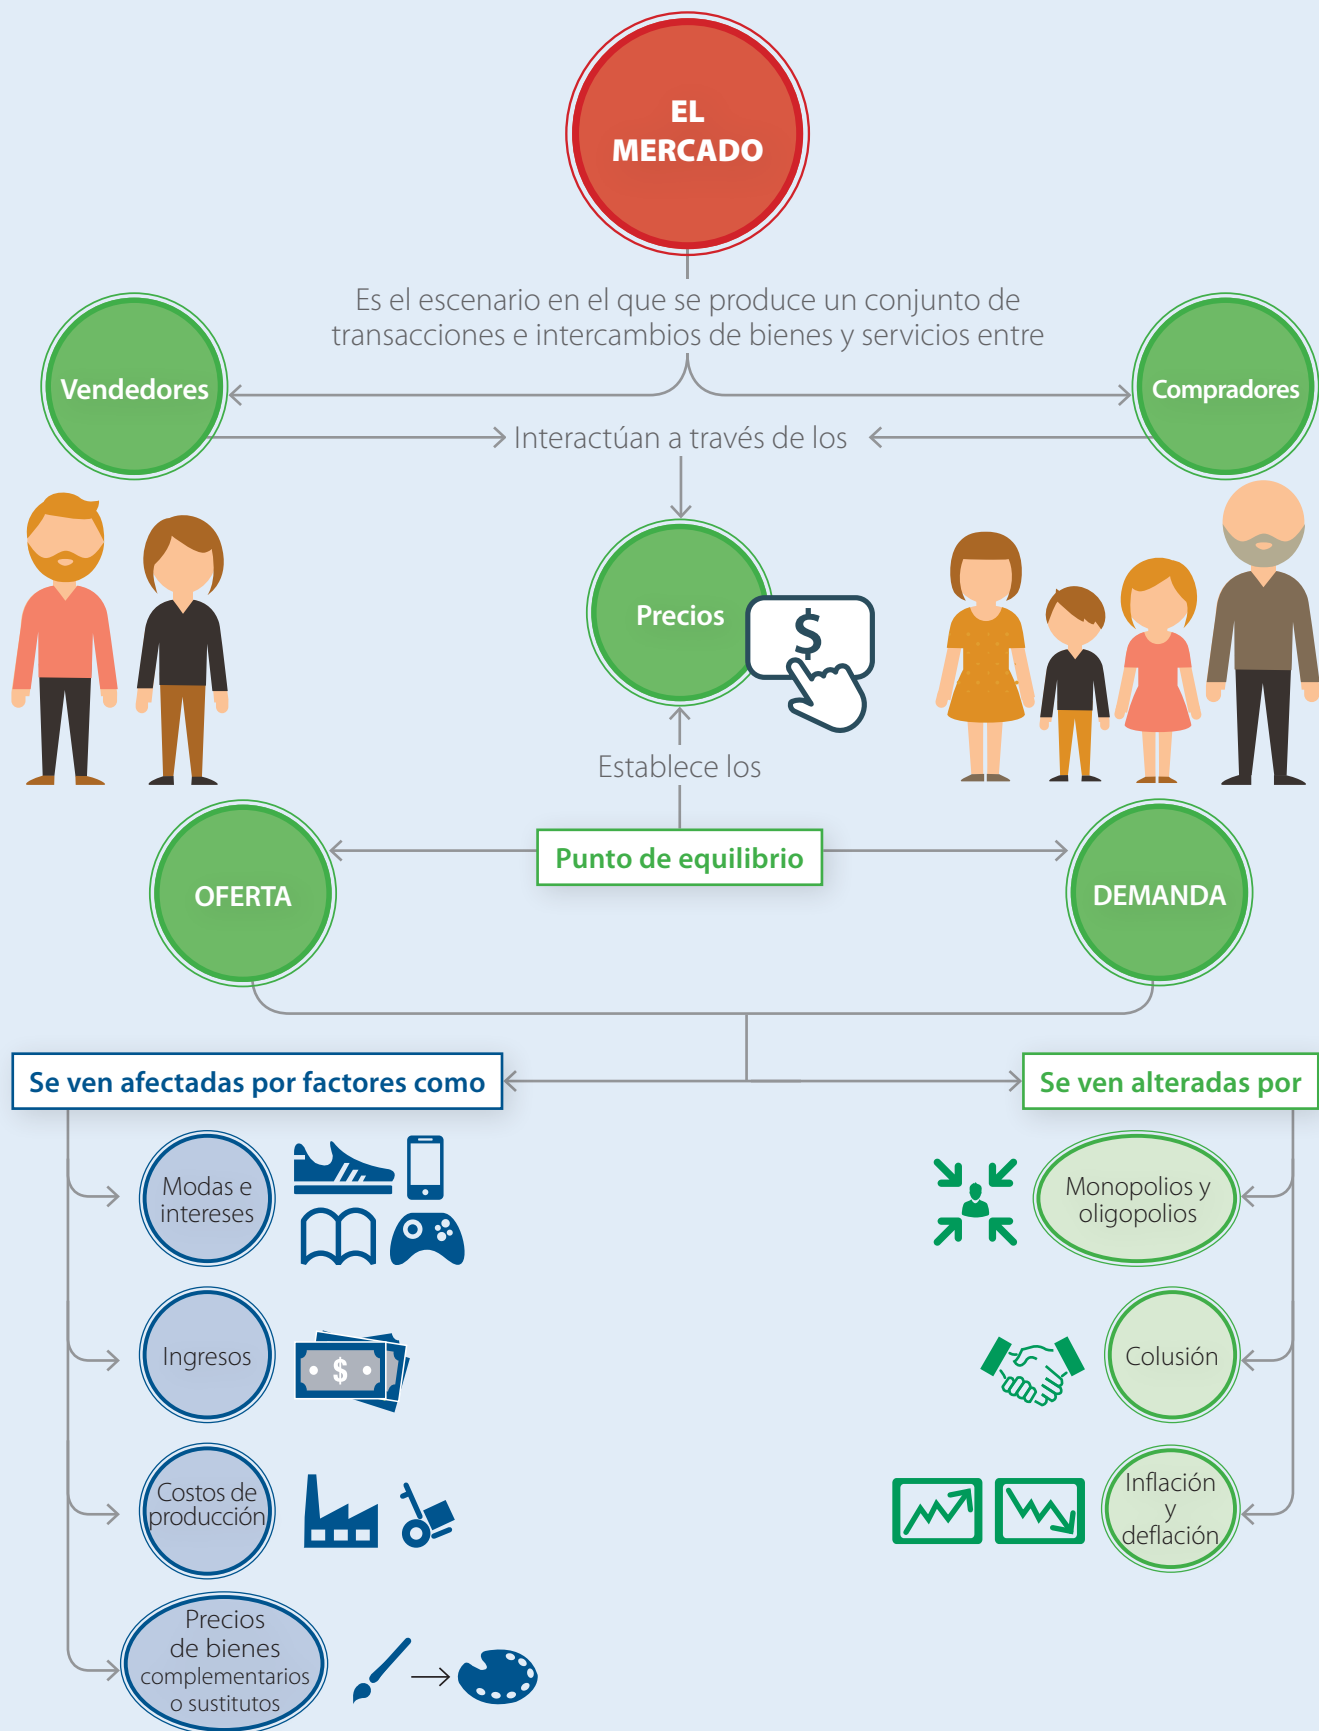 EL
MERCADO
Es el escenario en el que se produce un conjunto de
transacciones e intercambios de bienes y servicios entre
Vendedores
Compradores
Interactúan a través de los
Precios
$
Establece los
Punto de equilibrio
OFERTA
DEMANDA
Se ven afectadas por factores como
Se ven alteradas por
Modas e
intereses
Monopolios y
oligopolios
Ingresos
$
Colusión
Costos de
producción
Inflación
y
deflación
Precios
de bienes
complementarios
o sustitutos